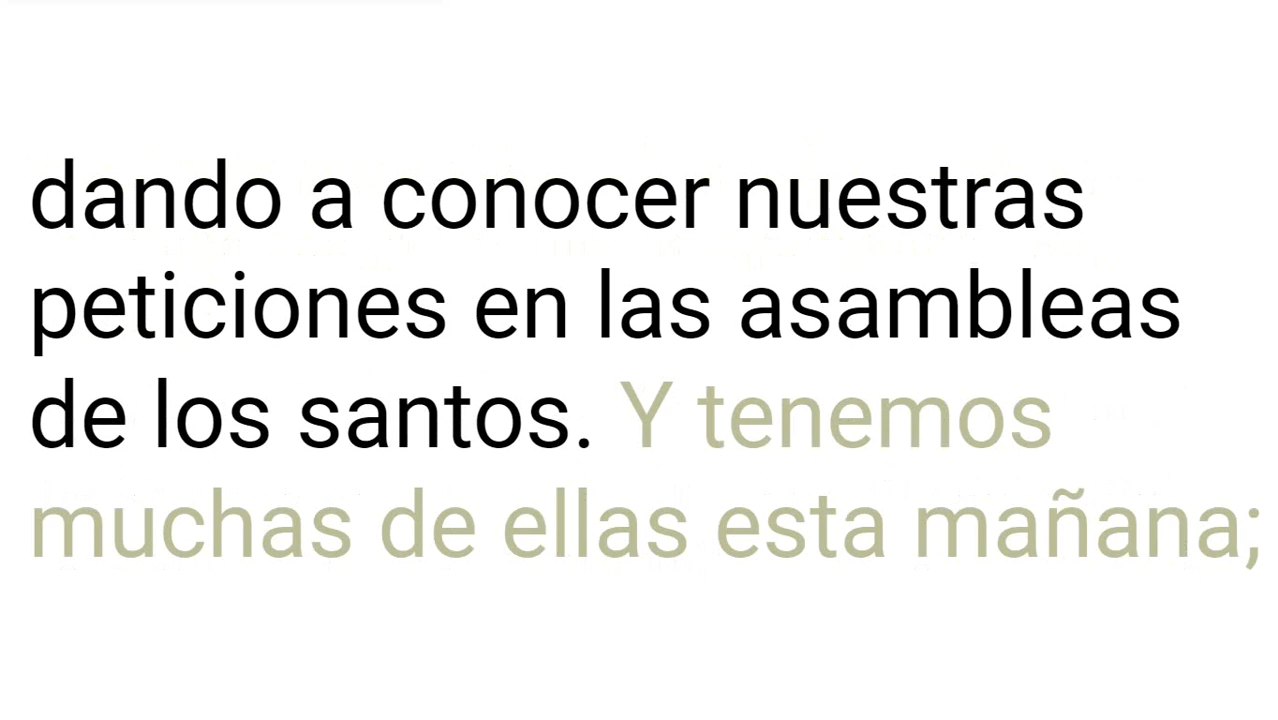 dando a conocer nuestras
peticiones en las asambleas
de los santos. Y tenemos
muchas de ellas esta mañana;